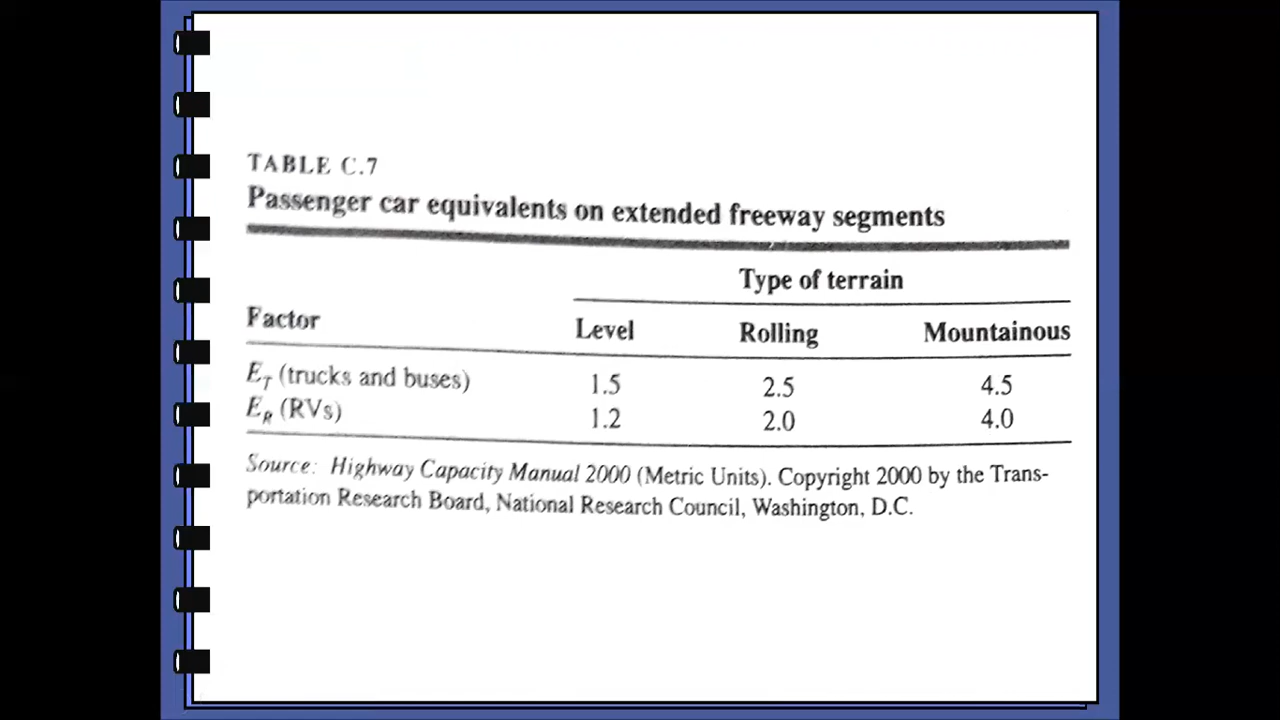 TABLE C.7
Passenger car equivalents on extended freeway segments
Type of terrain
Factor Level Rolling Mountainous
E_T (trucks and buses) 1.5 2.5 4.5
E_R (RVs) 1.2 2.0 4.0
Source: Highway Capacity Manual 2000 (Metric Units). Copyright 2000 by the Trans-
portation Research Board, National Research Council, Washington, D.C.